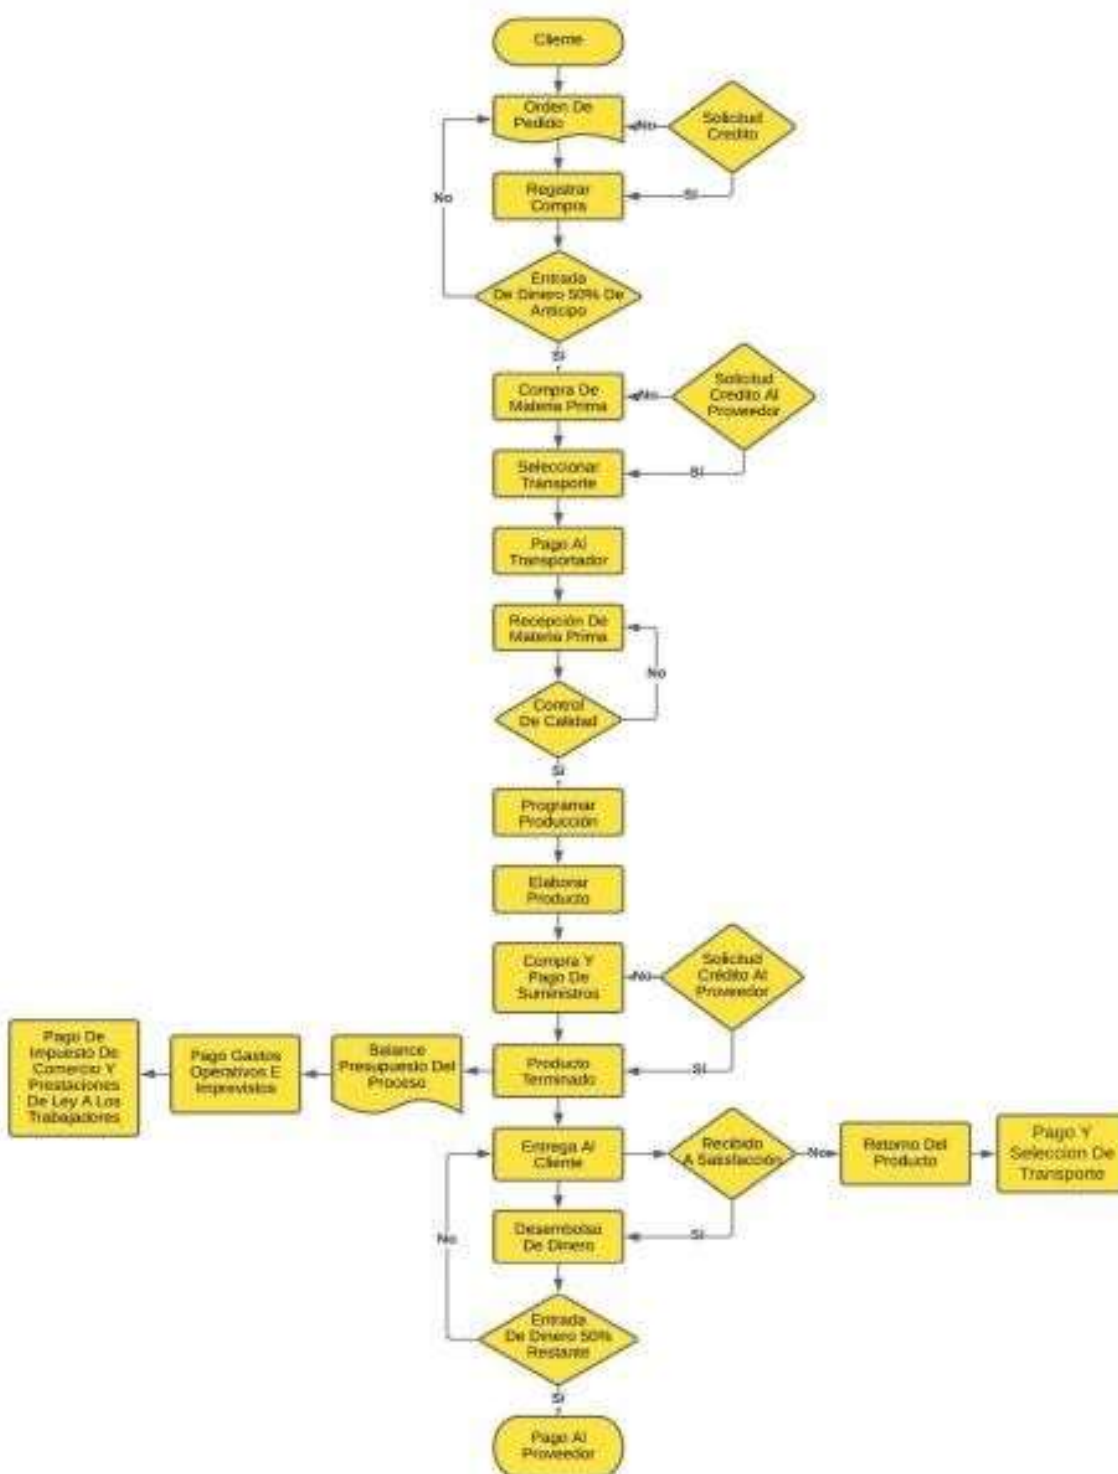 Cliente
Orden De
Pedido
No
Solicitud
Credito
Registrar
Compra
SI
No
Entrada
De Dinero 50% De
Anticipo
SI
Compra De
Materia Prima
No
Solicitud
Credito Al
Proveedor
Seleccionar
Transporte
SI
Pago Al
Transportador
Recepción De
Materia Prima
No
Control
De Calidad
SI
Programar
Producción
Elaborar
Producto
Compra Y
Pago De
Suministros
No
Solicitud
Crédito Al
Proveedor
Pago De
Impuesto De
Comercio Y
Prestaciones
De Ley A Los
Trabajadores
Pago Gastos
Operativos E
Imprevistos
Balance
Presupuesto Del
Proceso
Producto
Terminado
SI
Entrega Al
Cliente
Recibido
A Satisfacción
No
Retorno Del
Producto
Pago Y
Selección De
Transporte
Desembolso
De Dinero
SI
No
Entrada
De Dinero 50%
Restante
SI
Pago Al
Proveedor